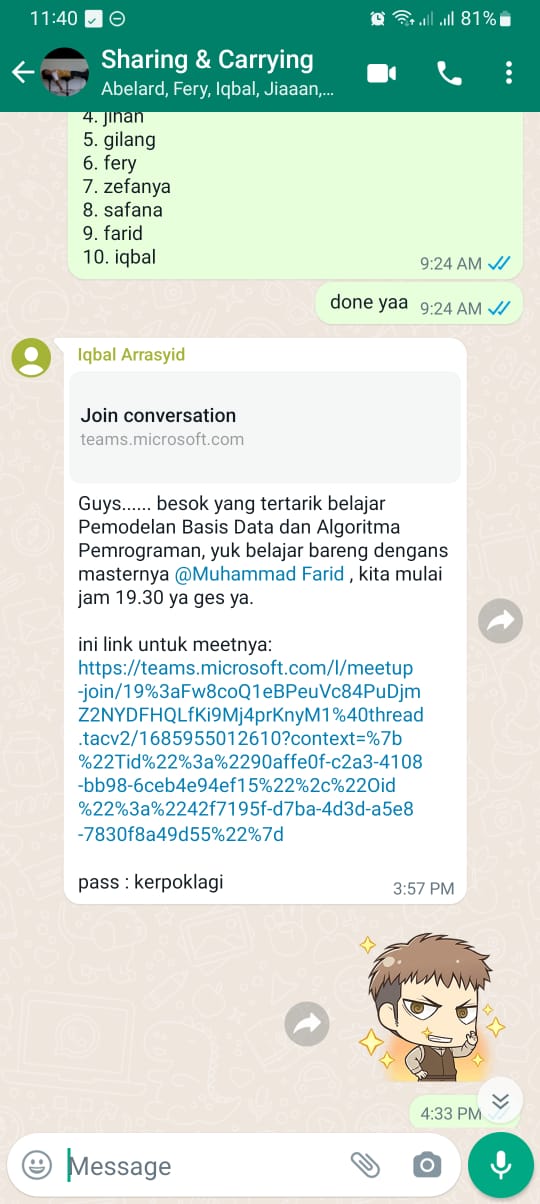 11:40
81%
Sharing & Carrying
Abelard, Fery, Iqbal, Jiaaan,...
4. jihan
5. gilang
6. fery
7. zefanya
8. safana
9. farid
10. iqbal
9:24 AM
done yaa
9:24 AM
Iqbal Arrasyid
Join conversation
teams.microsoft.com
Guys...... besok yang tertarik belajar
Pemodelan Basis Data dan Algoritma
Pemrograman, yuk belajar bareng dengans
masternya @Muhammad Farid , kita mulai
jam 19.30 ya ges ya.
ini link untuk meetnya:
https://teams.microsoft.com/l/meetup
-join/19%3aFw8coQ1eBPeuVc84PuDjm
Z2NYDFHQLfKi9Mj4prKnyM1%40thread
.tacv2/1685955012610?context=%7b
%22Tid%22%3a%2290affe0f-c2a3-4108
-bb98-6ceb4e94ef15%22%2c%22Oid
%22%3a%2242f7195f-d7ba-4d3d-a5e8
-7830f8a49d55%22%7d
pass : kerpoklagi
3:57 PM
4:33 PM
Message